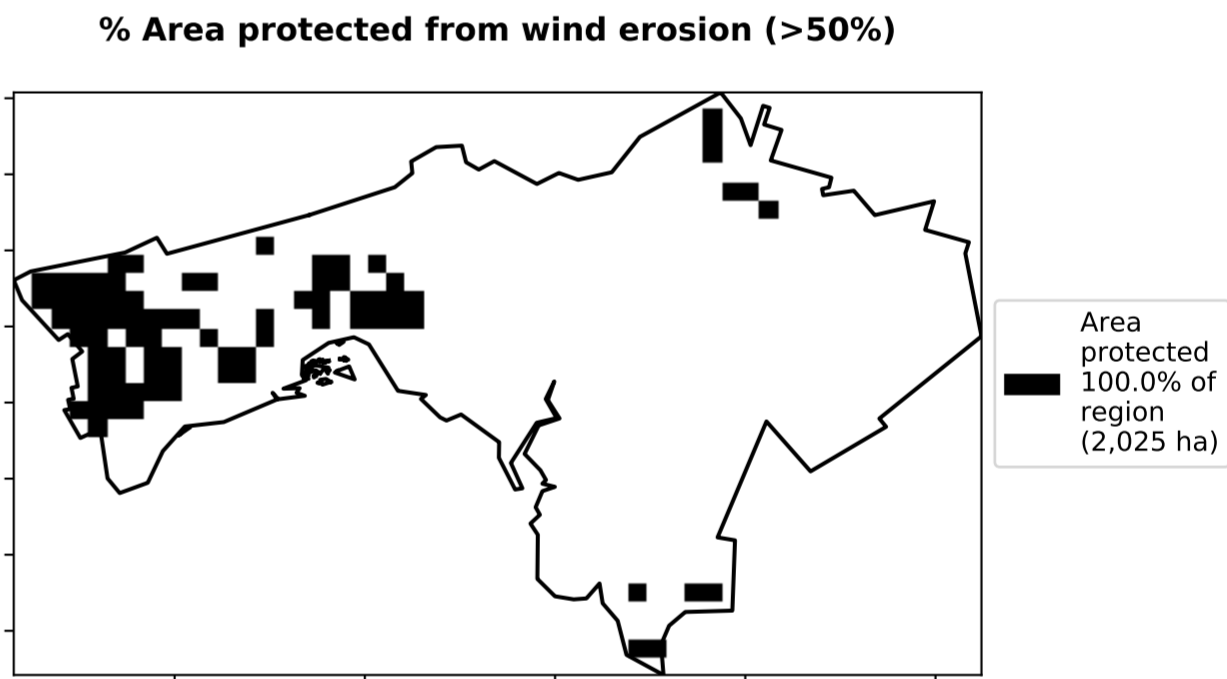 % Area protected from wind erosion (>50%)
Area
protected
100.0% of
region
(2,025 ha)